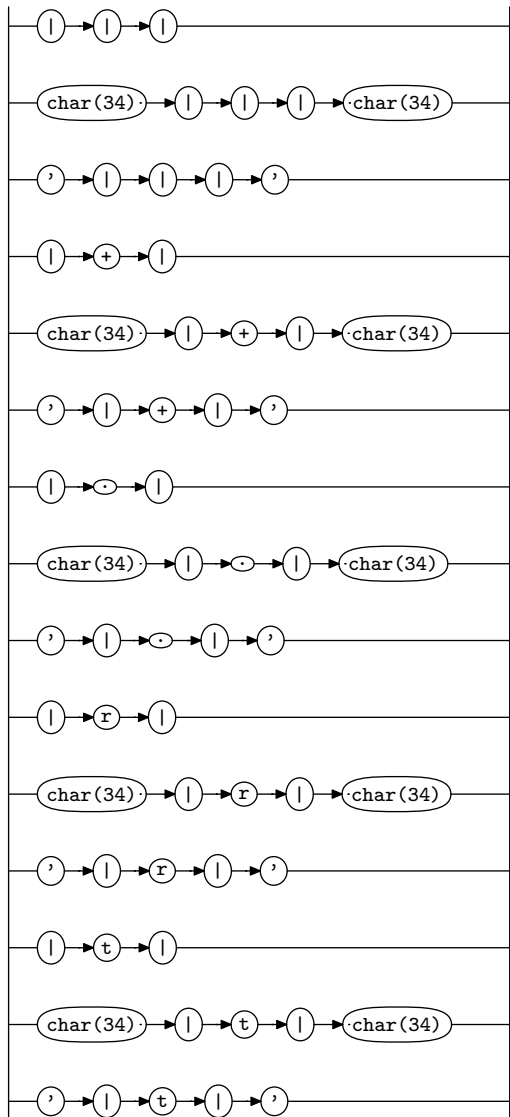 | | |
char(34) | | | char(34)
’ | | | ’
| + |
char(34) | + | char(34)
’ | + | ’
| . |
char(34) | . | char(34)
’ | . | ’
| r |
char(34) | r | char(34)
’ | r | ’
| t |
char(34) | t | char(34)
’ | t | ’